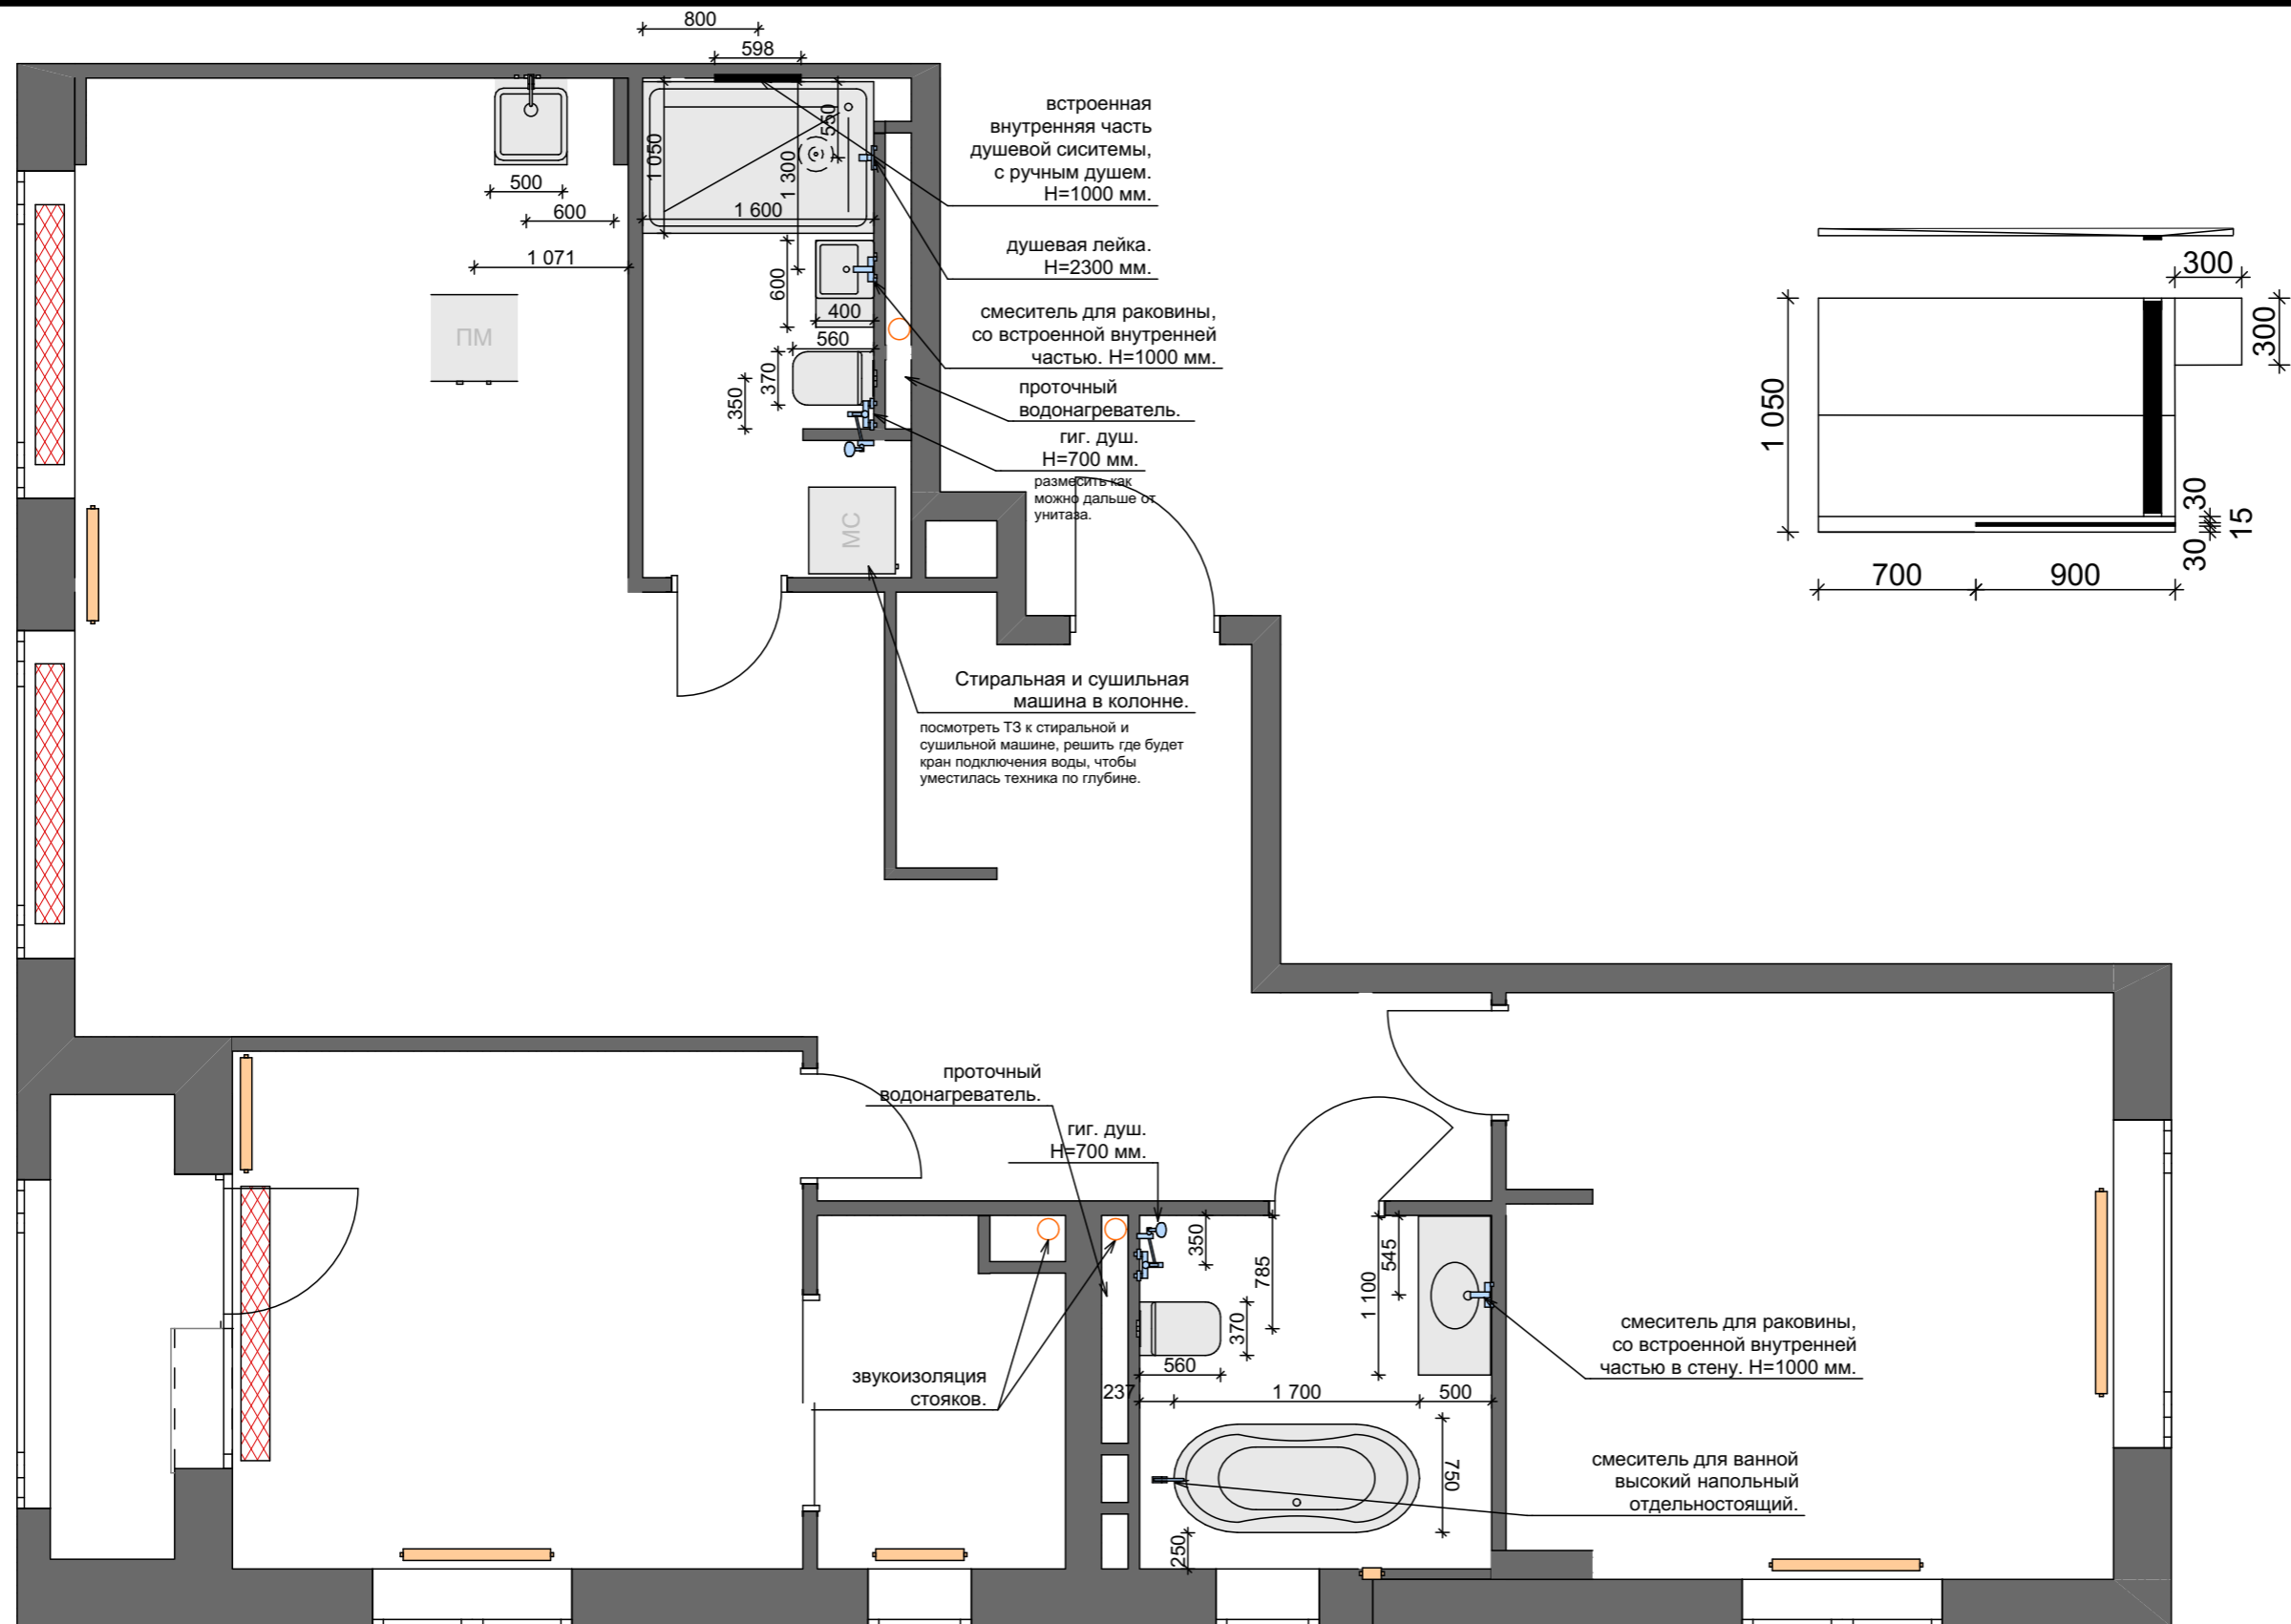 800
598
встроенная
внутренняя часть
душевой сиситемы,
с ручным душем.
H=1000 мм.
1 050
550
1 300
1 600
500
600
1 071
душевая лейка.
H=2300 мм.
600
400
560
370
350
смеситель для раковины,
со встроенной внутренней
частью. H=1000 мм.
проточный
водонагреватель.
гиг. душ.
H=700 мм.
разместить как
можно дальше от
унитаза.
ПМ
МС
300
300
1 050
30
15
30
700
900
Стиральная и сушильная
машина в колонне.
посмотреть ТЗ к стиральной и
сушильной машине, решить где будет
кран подключения воды, чтобы
уместилась техника по глубине.
проточный
водонагреватель.
гиг. душ.
H=700 мм.
350
785
1 100
545
370
560
237
1 700
500
750
250
звукоизоляция
стояков.
смеситель для раковины,
со встроенной внутренней
частью в стену. H=1000 мм.
смеситель для ванной
высокий напольный
отдельностоящий.